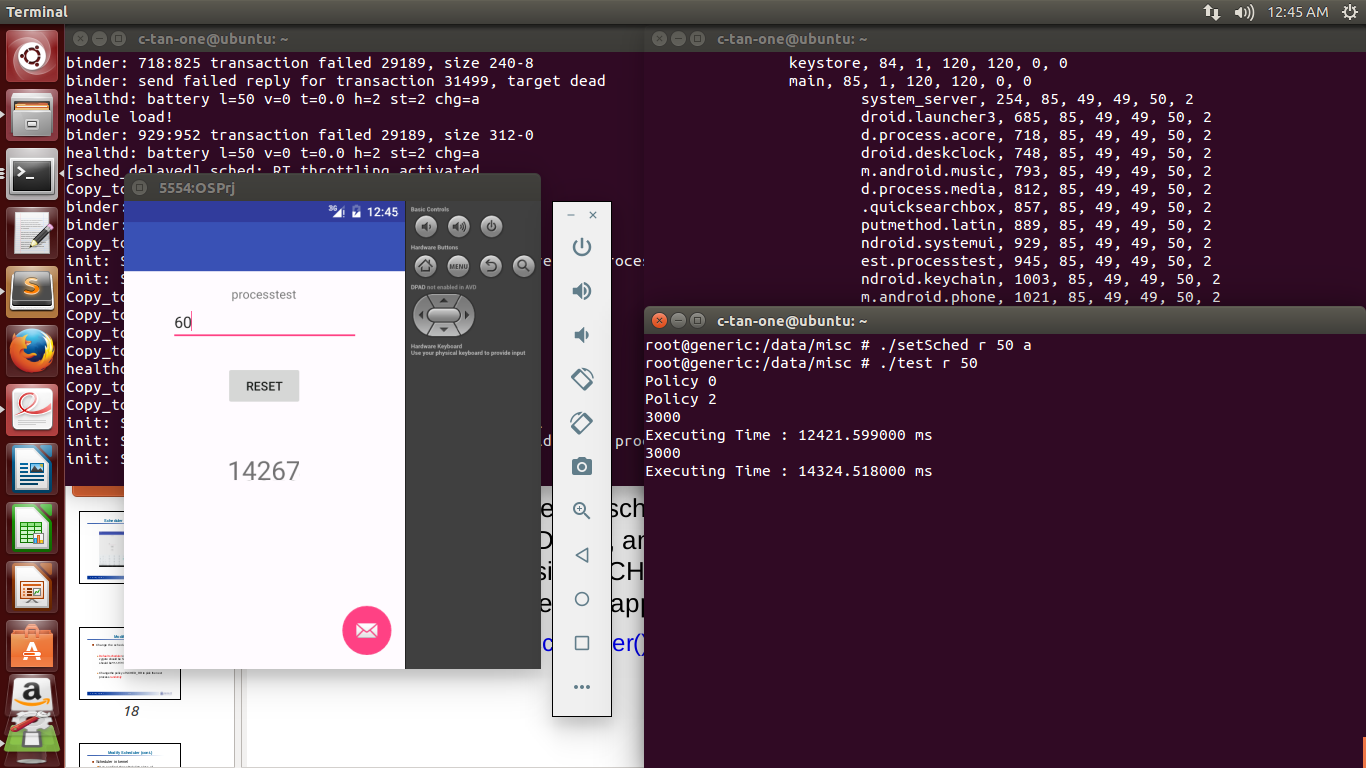 Terminal
12:45 AM
c-tan-one@ubuntu: ~
binder: 718:825 transaction failed 29189, size 240-8
binder: send failed reply for transaction 31499, target dead
healthd: battery l=50 v=0 t=0.0 h=2 st=2 chg=a
module load!
binder: 929:952 transaction failed 29189, size 312-0
healthd: battery l=50 v=0 t=0.0 h=2 st=2 chg=a
[sched_delayed] sched: RT throttling activated
Copy_to
binder:
binder:
Copy_to
init: S
init: S
Copy_to
Copy_to
Copy_to
Copy_to
healthd
Copy_to
Copy_to
init: S
init: S
init: S
c-tan-one@ubuntu: ~
keystore, 84, 1, 120, 120, 0, 0
main, 85, 1, 120, 120, 0, 0
system_server, 254, 85, 49, 49, 50, 2
droid.launcher3, 685, 85, 49, 49, 50, 2
d.process.acore, 718, 85, 49, 49, 50, 2
droid.deskclock, 748, 85, 49, 49, 50, 2
m.android.music, 793, 85, 49, 49, 50, 2
d.process.media, 812, 85, 49, 49, 50, 2
.quicksearchbox, 857, 85, 49, 49, 50, 2
putmethod.latin, 889, 85, 49, 49, 50, 2
ndroid.systemui, 929, 85, 49, 49, 50, 2
est.processtest, 945, 85, 49, 49, 50, 2
ndroid.keychain, 1003, 85, 49, 49, 50, 2
m.android.phone, 1021, 85, 49, 49, 50, 2
5554:OSPrj
3G 12:45
processtest
60
RESET
14267
Basic Controls
Hardware Buttons
MENU
DPAD not enabled in AVD
Hardware Keyboard
Use your physical keyboard to provide input
c-tan-one@ubuntu: ~
root@generic:/data/misc # ./setSched r 50 a
root@generic:/data/misc # ./test r 50
Policy 0
Policy 2
3000
Executing Time : 12421.599000 ms
3000
Executing Time : 14324.518000 ms
18
Modify Scheduler (cont.)